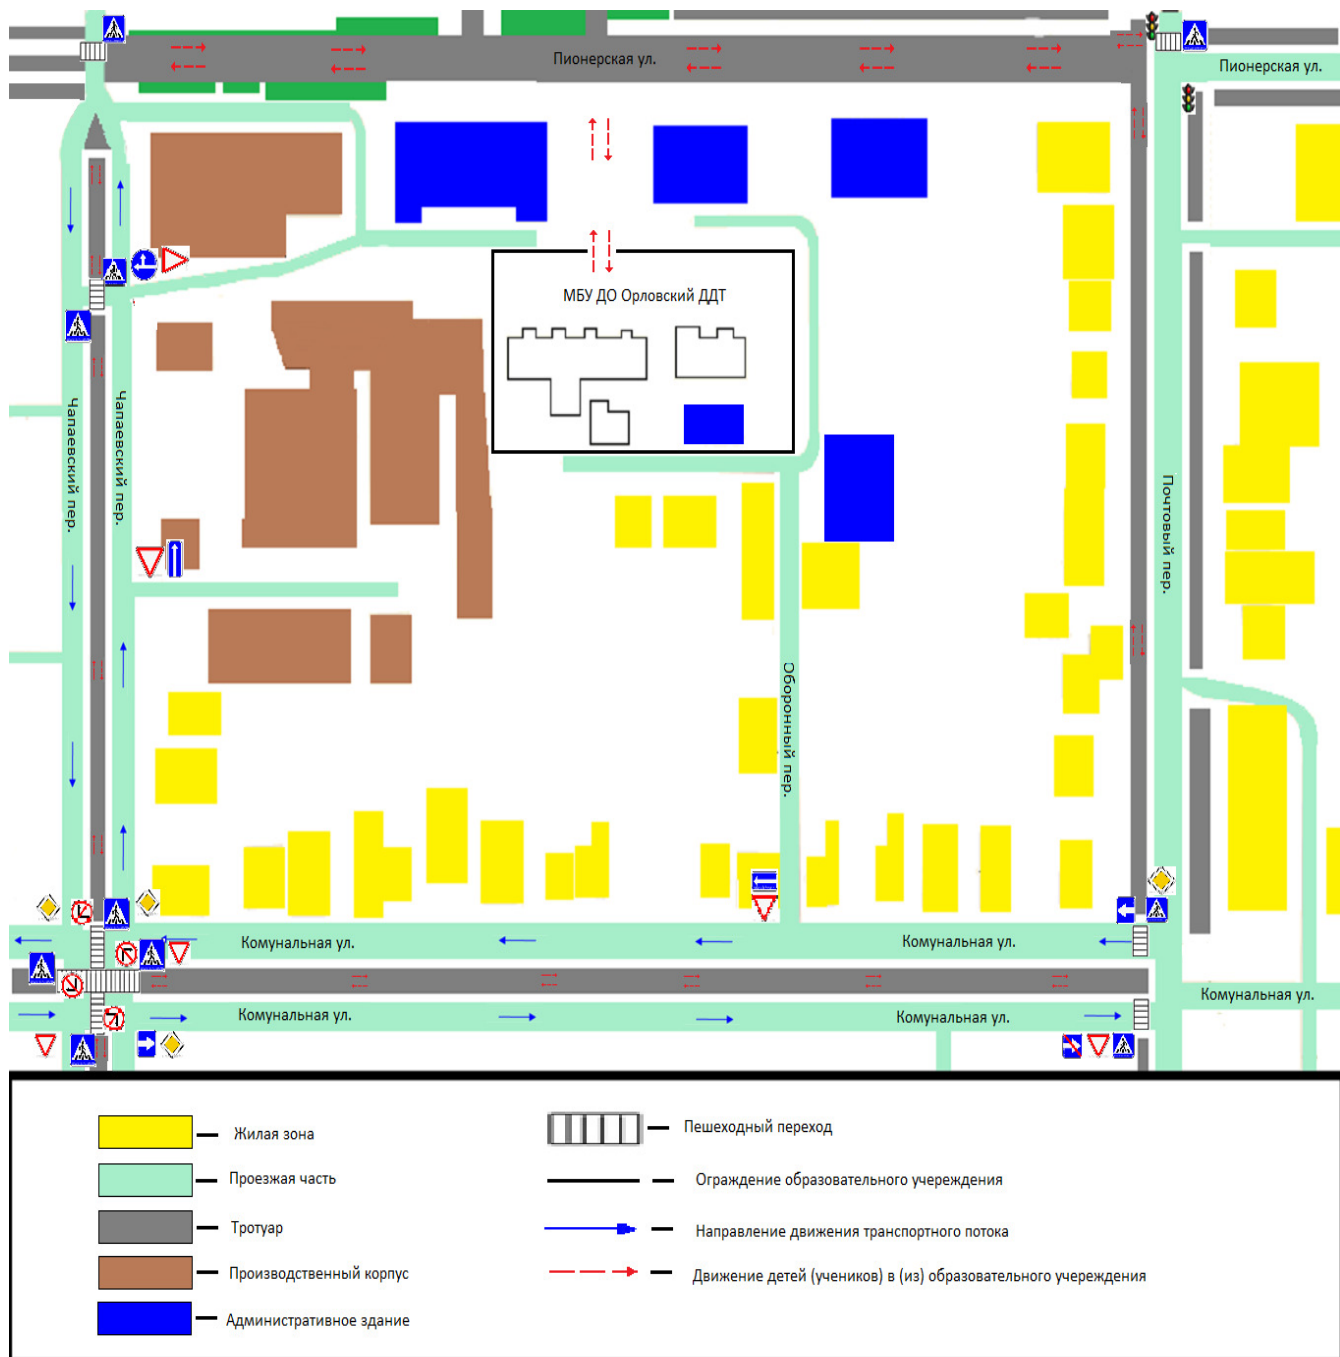 Пионерская ул.
Пионерская ул.
МБУ ДО Орловский ДДТ
Чапаевский пер.
Чапаевский пер.
Почтовый пер.
Оборонный пер.
Комунальная ул.
Комунальная ул.
Комунальная ул.
Комунальная ул.
Комунальная ул.
Жилая зона
Пешеходный переход
Проезжая часть
Ограждение образовательного учереждения
Тротуар
Направление движения транспортного потока
Производственный корпус
Движение детей (учеников) в (из) образовательного учереждения
Административное здание